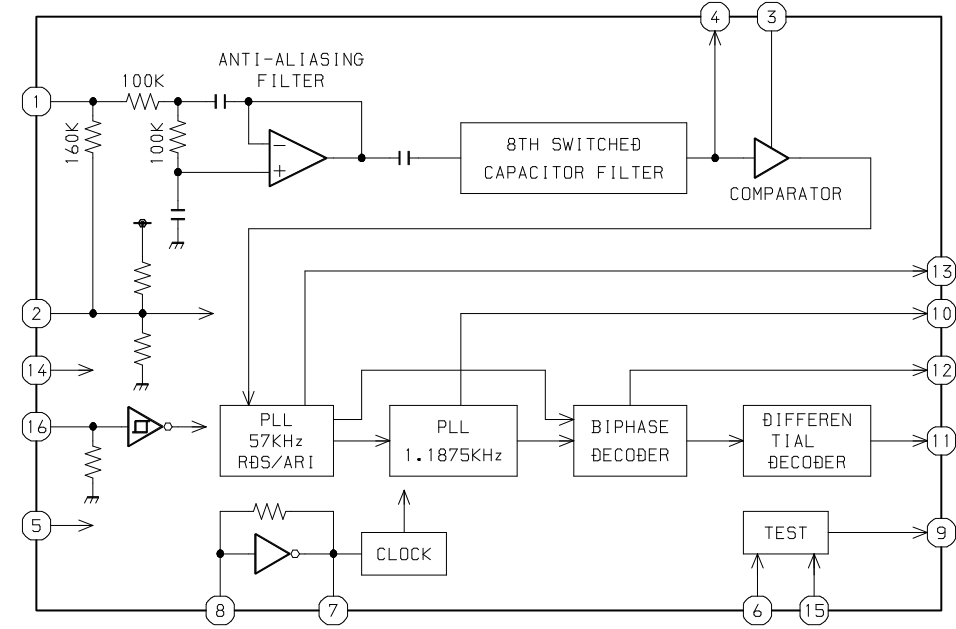 4
3
ANTI-ALIASING
FILTER
100K
1
160K
100K
−
+
8TH SWITCHED
CAPACITOR FILTER
COMPARATOR
13
2
10
14
12
16
PLL
57KHz
RDS/ARI
PLL
1.1875KHz
BIPHASE
DECODER
DIFFEREN
TIAL
DECODER
11
5
CLOCK
TEST
9
8
7
6
15